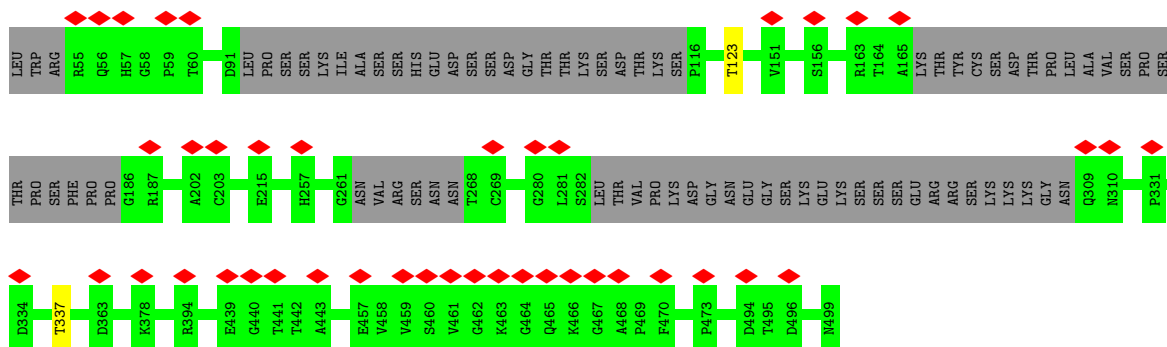 LEU TRP ARG R55 Q56 H57 G58 P59 T60 D91 LEU PRO SER SER LYS ILE ALA SER SER HIS GLU ASP SER SER ASP GLY THR THR LYS SER ASP THR LYS SER P116 T123 V151 S156 R163 T164 A165 LYS THR TYR CYS SER ASP THR PRO LEU ALA VAL SER PRO SER
THR PRO SER PHE PRO PRO G186 R187 A202 C203 E215 H257 G261 ASN VAL ARG SER ASN ASN T268 C269 G280 L281 S282 LEU THR VAL PRO LYS ASP GLY ASN GLU GLY SER LYS GLU LYS SER SER SER GLU ARG ARG SER LYS LYS LYS GLY ASN Q309 N310 P331
D334 T337 D363 K378 R394 E439 G440 T441 T442 A443 E457 V458 V459 S460 V461 Q462 K463 G464 Q465 K466 G467 A468 P469 F470 P473 D494 T495 D496 N499